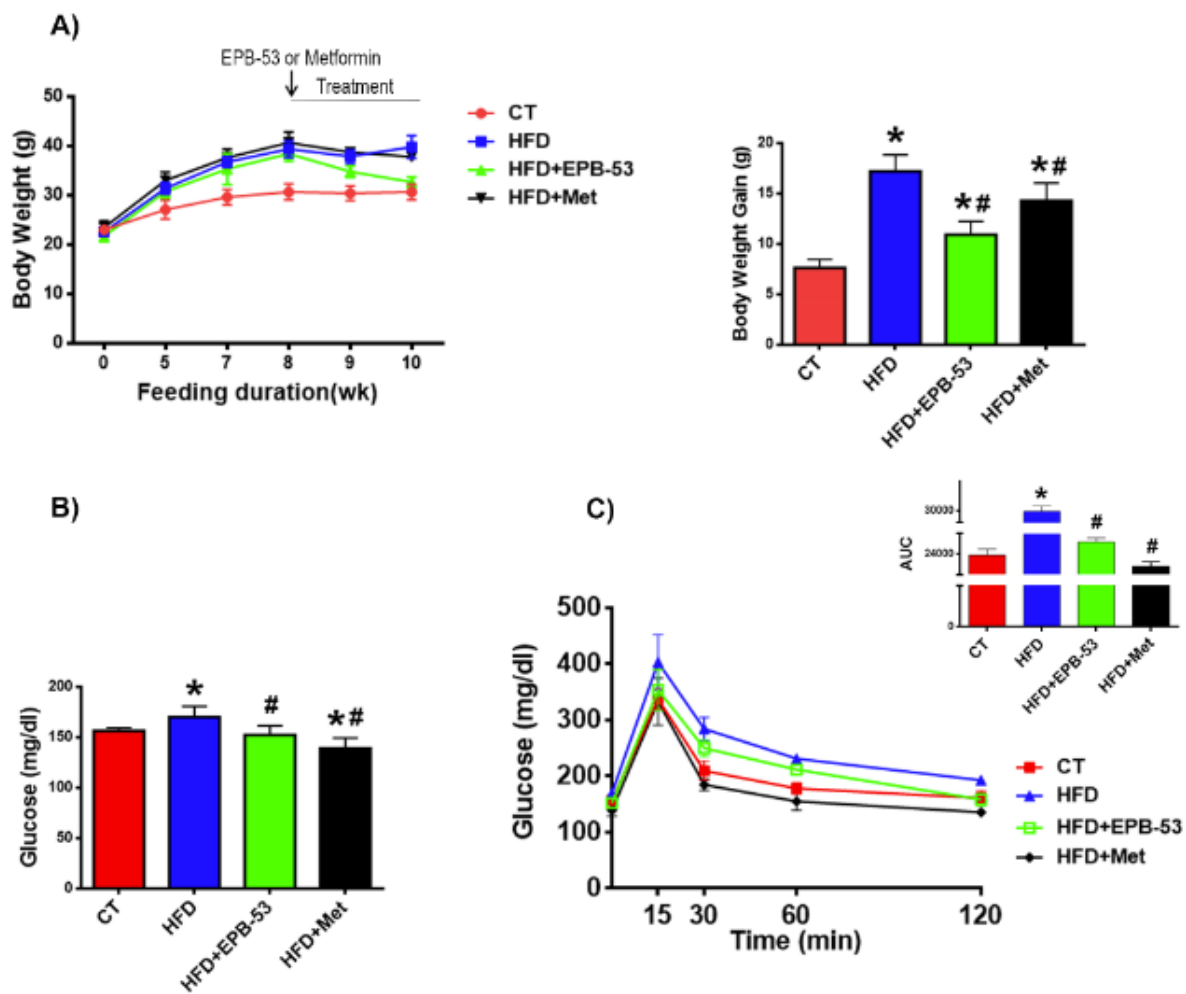 A)
EPB-53 or Metformin
Treatment
50
40
30
20
10
0
Body Weight (g)
0 5 7 8 9 10
Feeding duration(wk)
CT
HFD
HFD+EPB-53
HFD+Met
20
15
10
5
0
Body Weight Gain (g)
* *# *#
CT HFD HFD+EPB-53 HFD+Met
B)
200
150
100
50
0
Glucose (mg/dl)
* # *#
CT HFD HFD+EPB-53 HFD+Met
C)
30000
24000
0
AUC
* # #
CT HFD HFD+EPB-53 HFD+Met
500
400
300
200
100
0
Glucose (mg/dl)
15 30 60 120
Time (min)
CT
HFD
HFD+EPB-53
HFD+Met